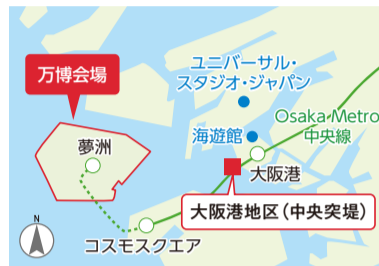 ユニバーサル・
スタジオ・ジャパン
万博会場
Osaka Metro
中央線
海遊館
夢洲
大阪港
大阪港地区(中央突堤)
コスモスクエア
N